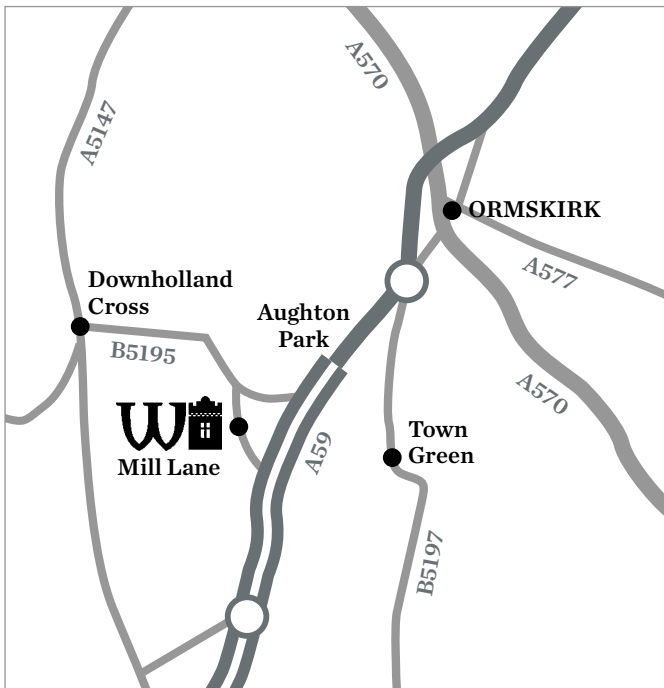 A570
A5147
ORMSKIRK
A577
Downholland
Cross
Aughton
Park
B5195
A570
W
Mill Lane
A59
Town
Green
B5197